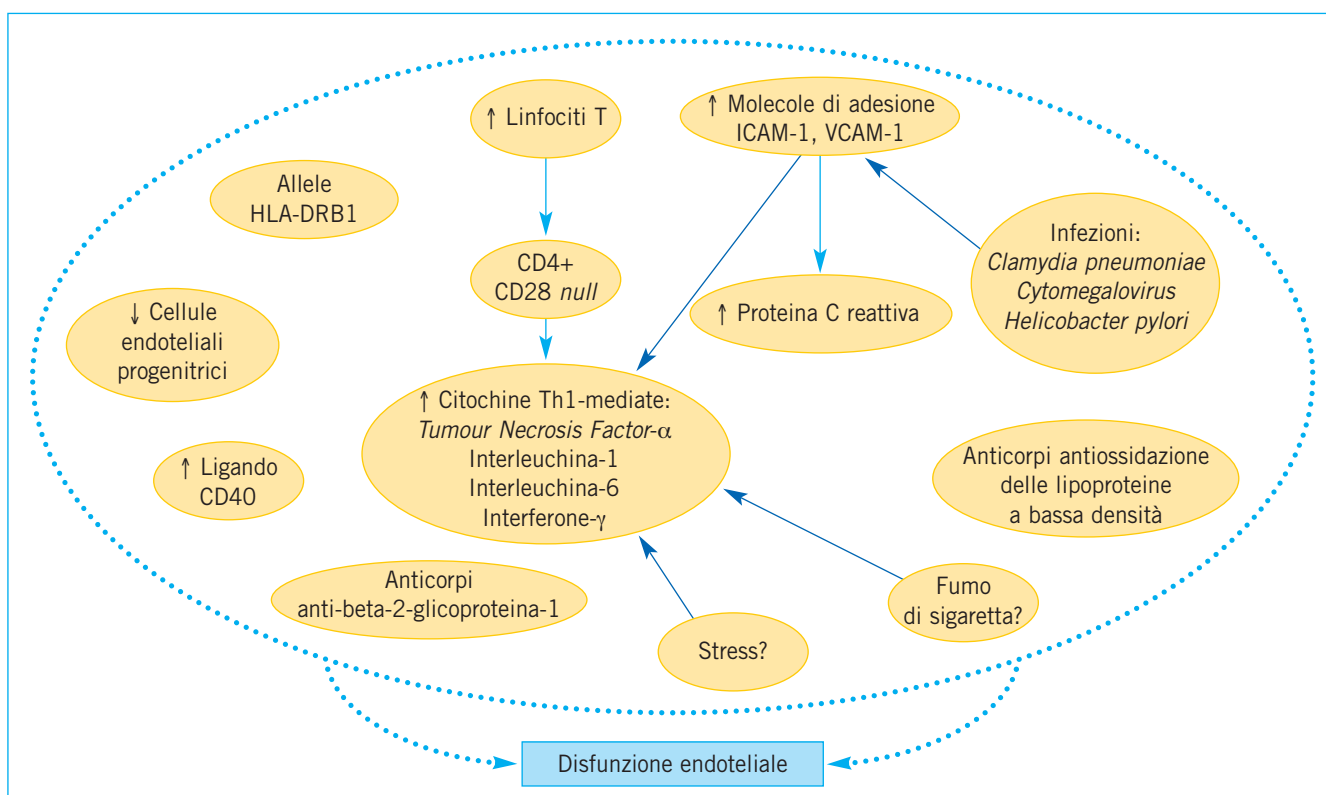 ↑ Linfociti T
↑ Molecole di adesione
ICAM-1, VCAM-1
Allele
HLA-DRB1
CD4+
CD28 null
Infezioni:
Clamydia pneumoniae
Cytomegalovirus
Helicobacter pylori
↓ Cellule
endoteliali
progenitrici
↑ Proteina C reattiva
↑ Citochine Th1-mediate:
Tumour Necrosis Factor-α
Interleuchina-1
Interleuchina-6
Interferone-γ
↑ Ligando
CD40
Anticorpi antiossidazione
delle lipoproteine
a bassa densità
Anticorpi
anti-beta-2-glicoproteina-1
Stress?
Fumo
di sigaretta?
Disfunzione endoteliale